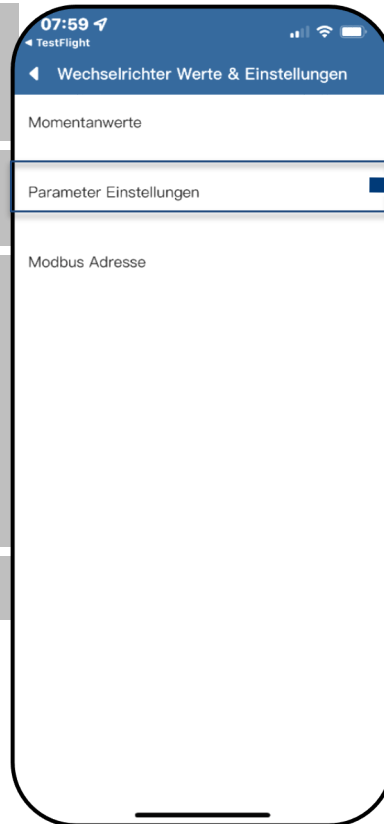 07:59
TestFlight
Wechselrichter Werte & Einstellungen
Momentanwerte
Parameter Einstellungen
Modbus Adresse